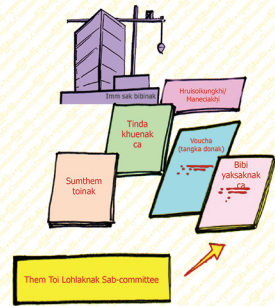 Imm sak bibinak
Hruisoikungkhi/
Maneciakhi
Tinda
khuenak
ca
Voucha
(tangka donak)
Bibi
yaksaknak
ca
Sumthem
toinak
Them Toi Lohlaknak Sab-committee